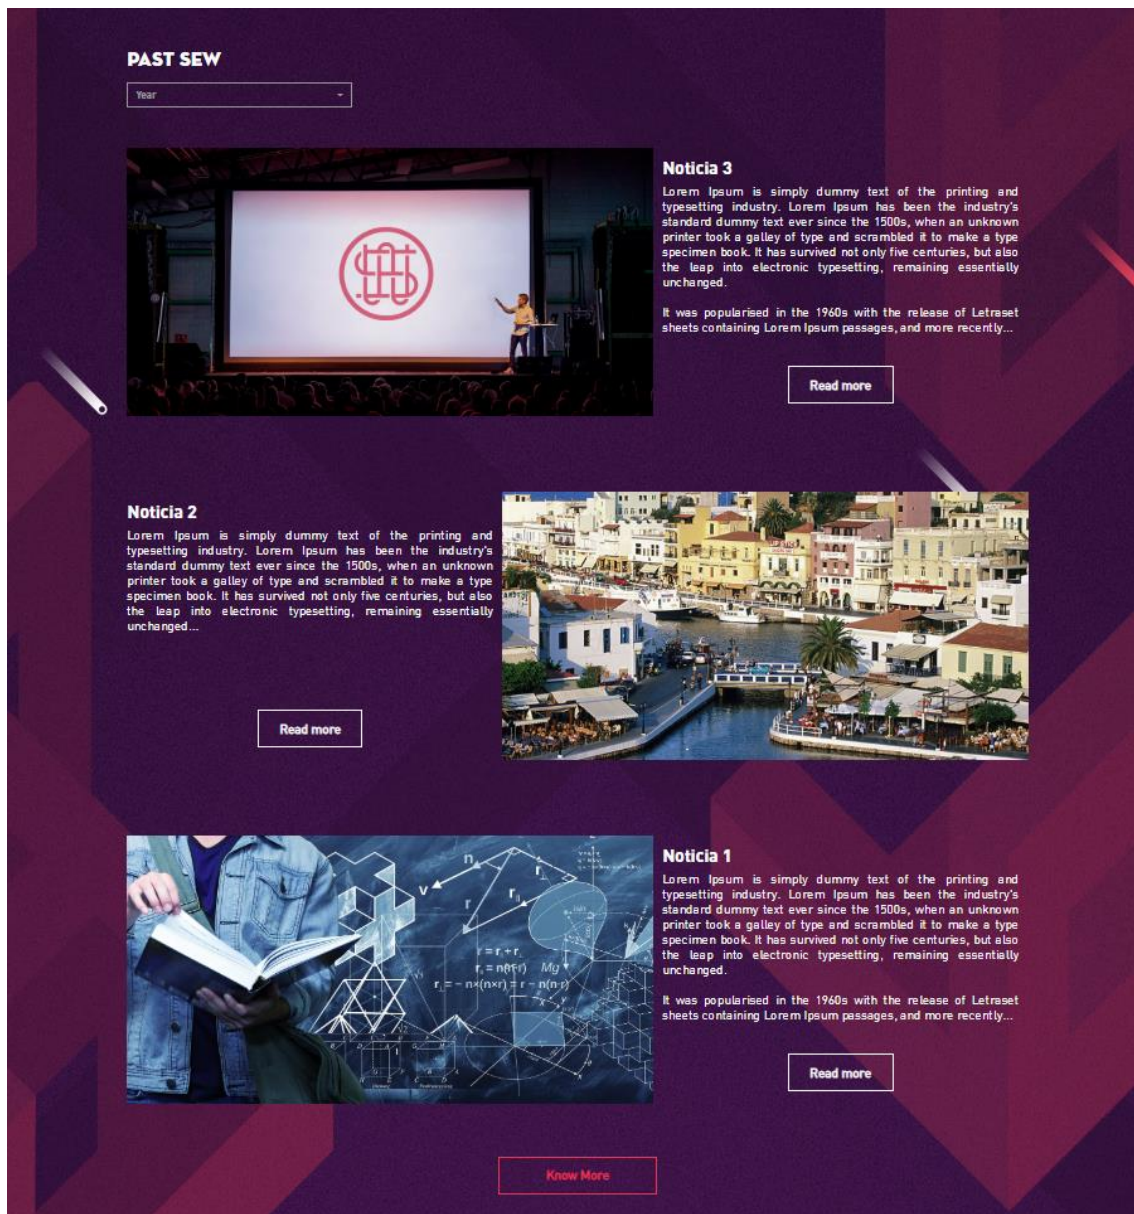 PAST SEW
Year
Noticia 3
Lorem Ipsum is simply dummy text of the printing and
typesetting industry. Lorem Ipsum has been the industry's
standard dummy text ever since the 1500s, when an unknown
printer took a galley of type and scrambled it to make a type
specimen book. It has survived not only five centuries, but also
the leap into electronic typesetting, remaining essentially
unchanged.
It was popularised in the 1960s with the release of Letraset
sheets containing Lorem Ipsum passages, and more recently...
Read more
Noticia 2
Lorem Ipsum is simply dummy text of the printing and
typesetting industry. Lorem Ipsum has been the industry's
standard dummy text ever since the 1500s, when an unknown
printer took a galley of type and scrambled it to make a type
specimen book. It has survived not only five centuries, but also
the leap into electronic typesetting, remaining essentially
unchanged...
Read more
n
v
r
Mg
Noticia 1
Lorem Ipsum is simply dummy text of the printing and
typesetting industry. Lorem Ipsum has been the industry's
standard dummy text ever since the 1500s, when an unknown
printer took a galley of type and scrambled it to make a type
specimen book. It has survived not only five centuries, but also
the leap into electronic typesetting, remaining essentially
unchanged.
It was popularised in the 1960s with the release of Letraset
sheets containing Lorem Ipsum passages, and more recently...
Read more
Know More